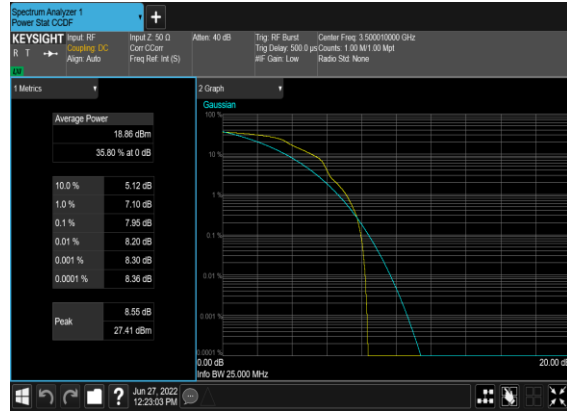 Spectrum Analyzer 1
Power Stat CCDF
+
KEYSIGHT
R T
LW
Input: RF
Coupling: DC
Align: Auto
Input Z: 50 Ω
Corr CCorr
Freq Ref: Int (S)
Atten: 40 dB
Trig: RF Burst
Trig Delay: 500.0 µs
#IF Gain: Low
Center Freq: 3.500010000 GHz
Counts: 1.00 M/1.00 Mpt
Radio Std: None
1 Metrics
Average Power
18.86 dBm
35.80 % at 0 dB
10.0 % 5.12 dB
1.0 % 7.10 dB
0.1 % 7.95 dB
0.01 % 8.20 dB
0.001 % 8.30 dB
0.0001 % 8.36 dB
Peak 8.55 dB
27.41 dBm
2 Graph
Gaussian
100 %
10 %
1 %
0.1 %
0.01 %
0.001 %
0.0001 %
0.00 dB 20.00 dB
Info BW 25.000 MHz
? Jun 27, 2022
12:23:03 PM